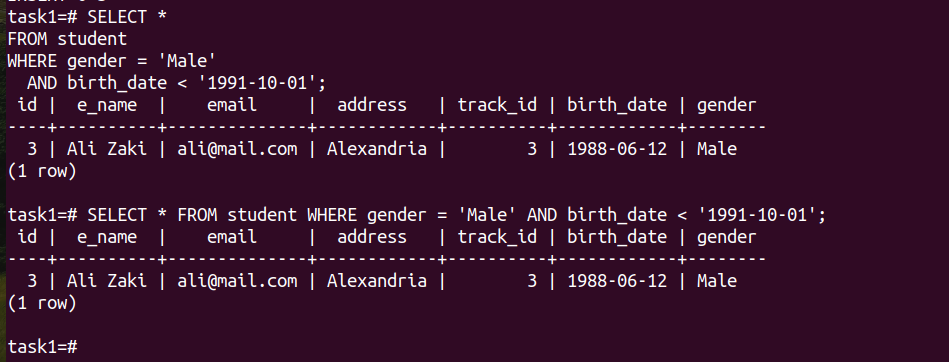 task1=# SELECT *
FROM student
WHERE gender = 'Male'
  AND birth_date < '1991-10-01';
 id |  e_name  |    email     |  address   | track_id | birth_date | gender
----+----------+--------------+------------+----------+------------+--------
  3 | Ali Zaki | ali@mail.com | Alexandria |        3 | 1988-06-12 | Male
(1 row)

task1=# SELECT * FROM student WHERE gender = 'Male' AND birth_date < '1991-10-01';
 id |  e_name  |    email     |  address   | track_id | birth_date | gender
----+----------+--------------+------------+----------+------------+--------
  3 | Ali Zaki | ali@mail.com | Alexandria |        3 | 1988-06-12 | Male
(1 row)

task1=#